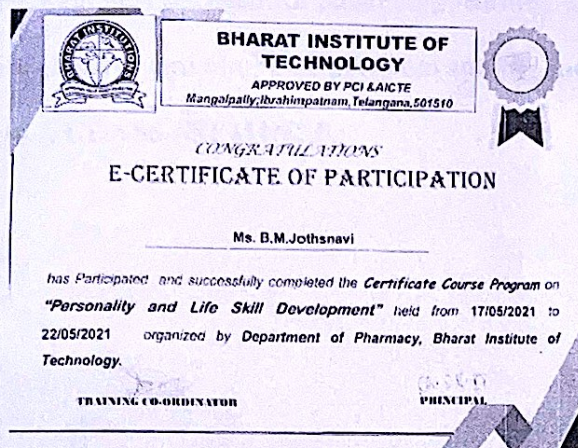 BHARAT INSTITUTIONS
BHARAT INSTITUTE OF
TECHNOLOGY
APPROVED BY PCI &AICTE
Mangalpally,Ibrahimpatnam,Telangana,501510
CONGRATULATIONS
E-CERTIFICATE OF PARTICIPATION
Ms. B.M.Jothsnavi
has Participated and successfully completed the Certificate Course Program on
"Personality and Life Skill Development" held from 17/05/2021 to
22/05/2021 organized by Department of Pharmacy, Bharat Institute of
Technology.
TRAINING CO-ORDINATOR
PRINCIPAL